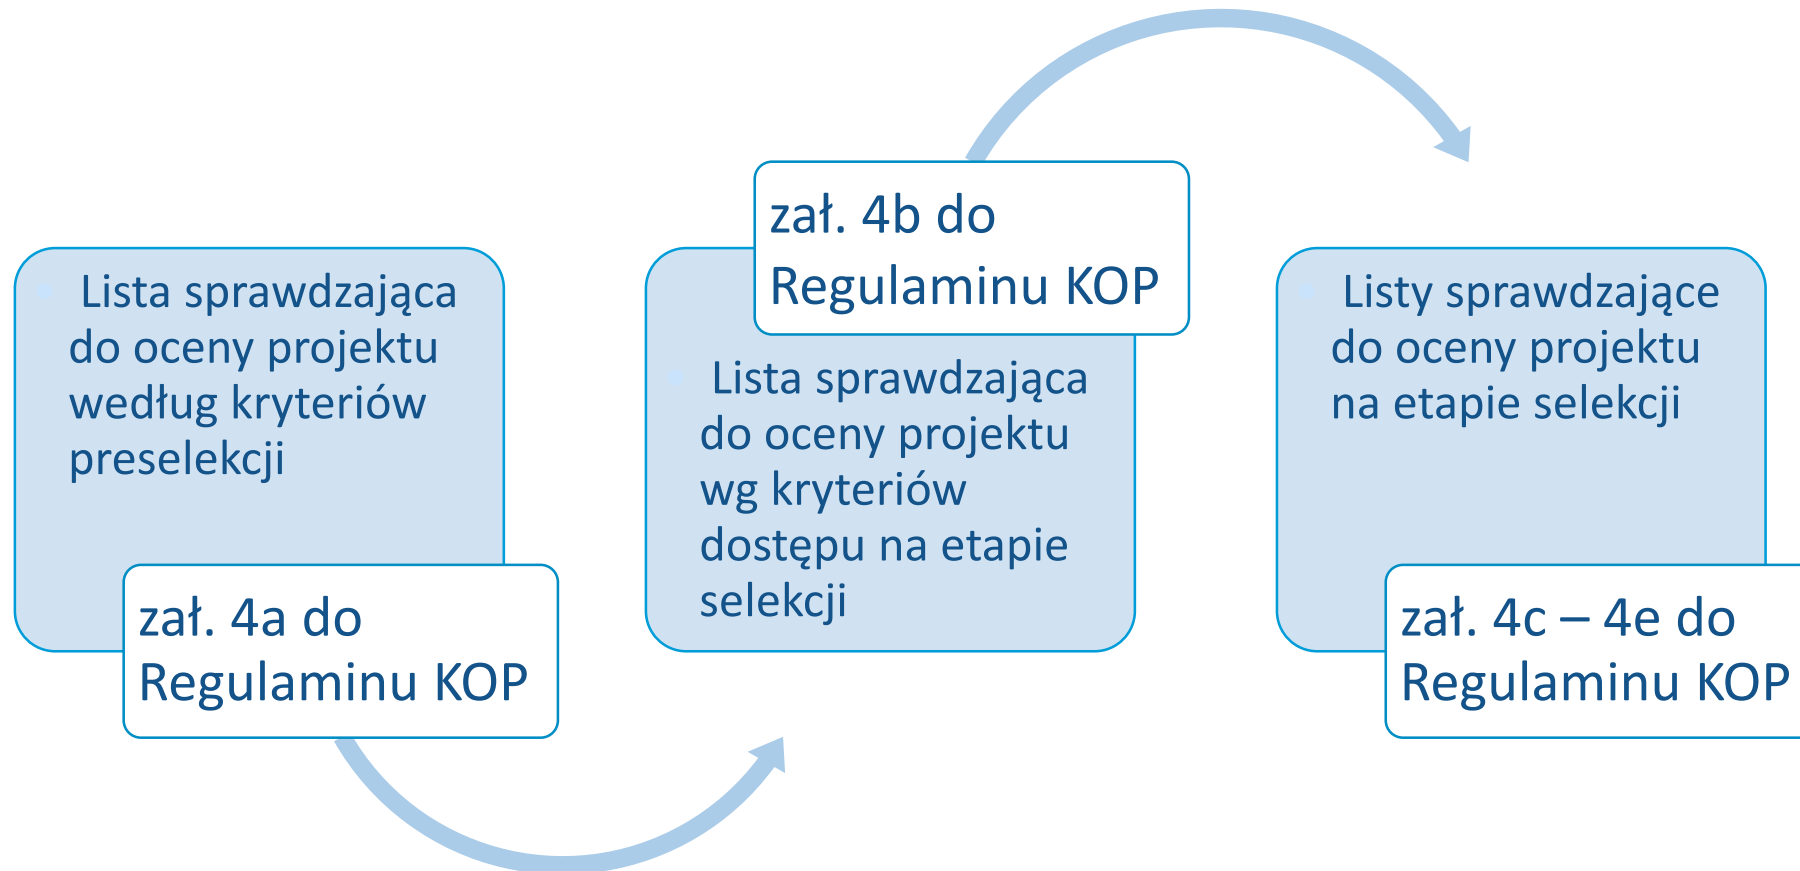 Lista sprawdzająca
do oceny projektu
według kryteriów
preselekcji
zał. 4a do
Regulaminu KOP
zał. 4b do
Regulaminu KOP
Lista sprawdzająca
do oceny projektu
wg kryteriów
dostępu na etapie
selekcji
Listy sprawdzające
do oceny projektu
na etapie selekcji
zał. 4c – 4e do
Regulaminu KOP